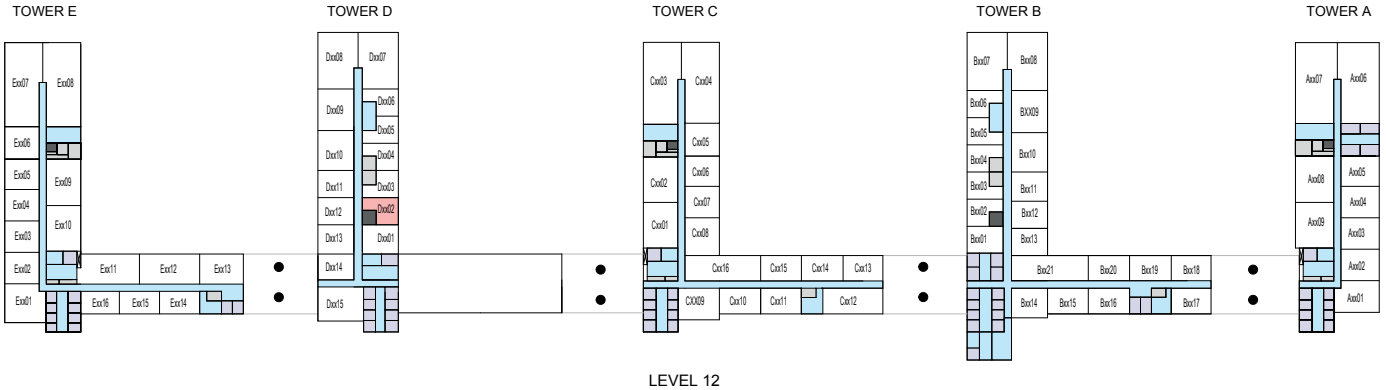 TOWER E
TOWER D
TOWER C
TOWER B
TOWER A
Exx07
Exx08
Exx06
Exx05
Exx09
Exx04
Exx03
Exx10
Exx02
Exx11
Exx12
Exx13
Exx01
Exx16
Exx15
Exx14
Dxx08
Dxx07
Dxx09
Dxx06
Dxx05
Dxx10
Dxx04
Dxx11
Dxx03
Dxx12
Dxx02
Dxx13
Dxx01
Dxx14
Dxx15
Cxx03
Cxx04
Cxx05
Cxx02
Cxx06
Cxx07
Cxx01
Cxx08
Cxx16
Cxx15
Cxx14
Cxx13
CXX09
Cxx10
Cxx11
Cxx12
Bxx07
Bxx08
Bxx06
BXX09
Bxx05
Bxx04
Bxx10
Bxx03
Bxx11
Bxx02
Bxx12
Bxx01
Bxx13
Bxx21
Bxx20
Bxx19
Bxx18
Bxx14
Bxx15
Bxx16
Bxx17
Axx07
Axx06
Axx08
Axx05
Axx04
Axx09
Axx03
Axx02
Axx01
LEVEL 12